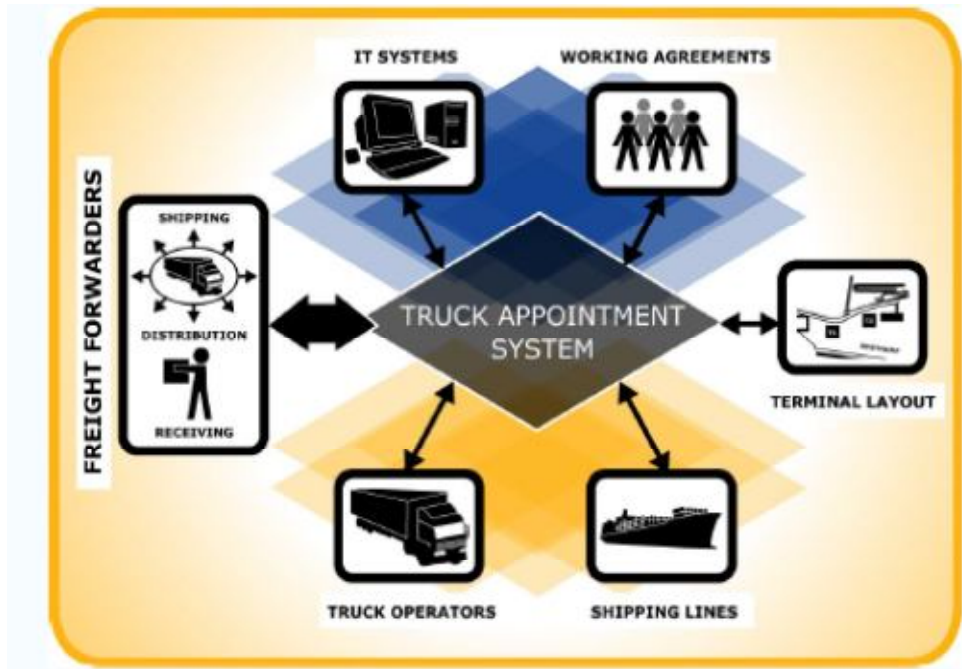 IT SYSTEMS
WORKING AGREEMENTS
FREIGHT FORWARDERS
SHIPPING
DISTRIBUTION
RECEIVING
TRUCK APPOINTMENT
SYSTEM
TERMINAL LAYOUT
TRUCK OPERATORS
SHIPPING LINES